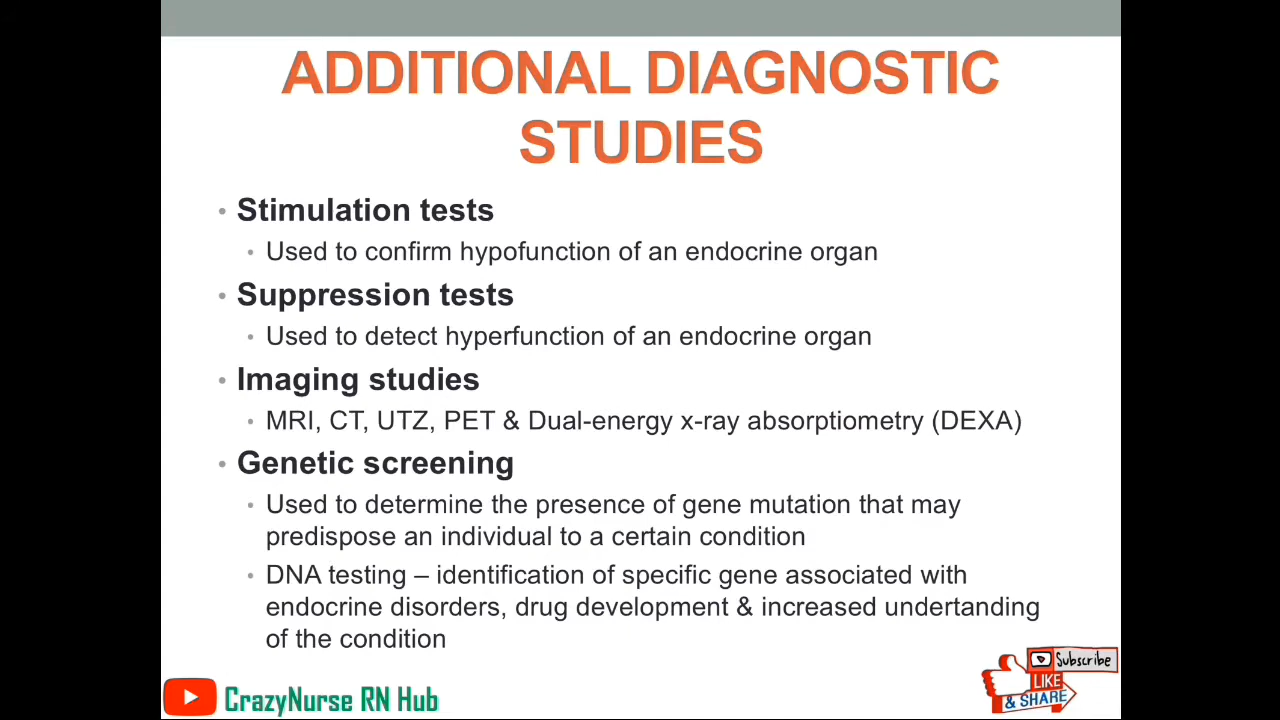 ADDITIONAL DIAGNOSTIC
STUDIES
• Stimulation tests
• Used to confirm hypofunction of an endocrine organ
• Suppression tests
• Used to detect hyperfunction of an endocrine organ
• Imaging studies
• MRI, CT, UTZ, PET & Dual-energy x-ray absorptiometry (DEXA)
• Genetic screening
• Used to determine the presence of gene mutation that may
predispose an individual to a certain condition
• DNA testing – identification of specific gene associated with
endocrine disorders, drug development & increased undertanding
of the condition
CrazyNurse RN Hub
Subscribe
LIKE
& SHARE